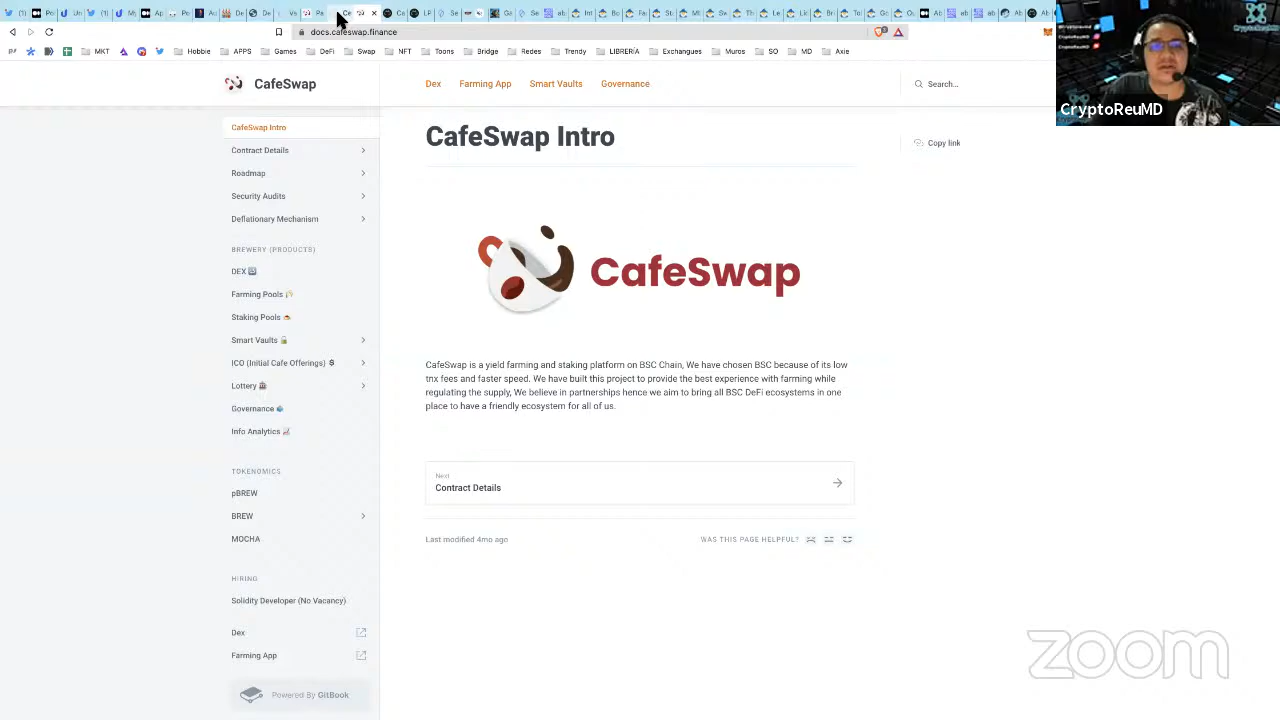 docs.cafeswap.finance
MKT
Hobbie
APPS
Games
DeFi
Swap
NFT
Toons
Bridge
Redes
Trendy
LIBRERÍA
Exchangues
Muros
SO
MD
Axie
CryptoReuMD
CafeSwap
Dex
Farming App
Smart Vaults
Governance
Search...
CafeSwap Intro
Contract Details
Roadmap
Security Audits
Deflationary Mechanism
BREWERY (PRODUCTS)
DEX
Farming Pools
Staking Pools
Smart Vaults
ICO (Initial Cafe Offerings)
Lottery
Governance
Info Analytics
TOKENOMICS
pBREW
BREW
MOCHA
HIRING
Solidity Developer (No Vacancy)
Dex
Farming App
Powered By GitBook
CafeSwap Intro
Copy link
CafeSwap
CafeSwap is a yield farming and staking platform on BSC Chain, We have chosen BSC because of its low
tnx fees and faster speed. We have built this project to provide the best experience with farming while
regulating the supply, We believe in partnerships hence we aim to bring all BSC DeFi ecosystems in one
place to have a friendly ecosystem for all of us.
Next
Contract Details
Last modified 4mo ago
WAS THIS PAGE HELPFUL?
zoom